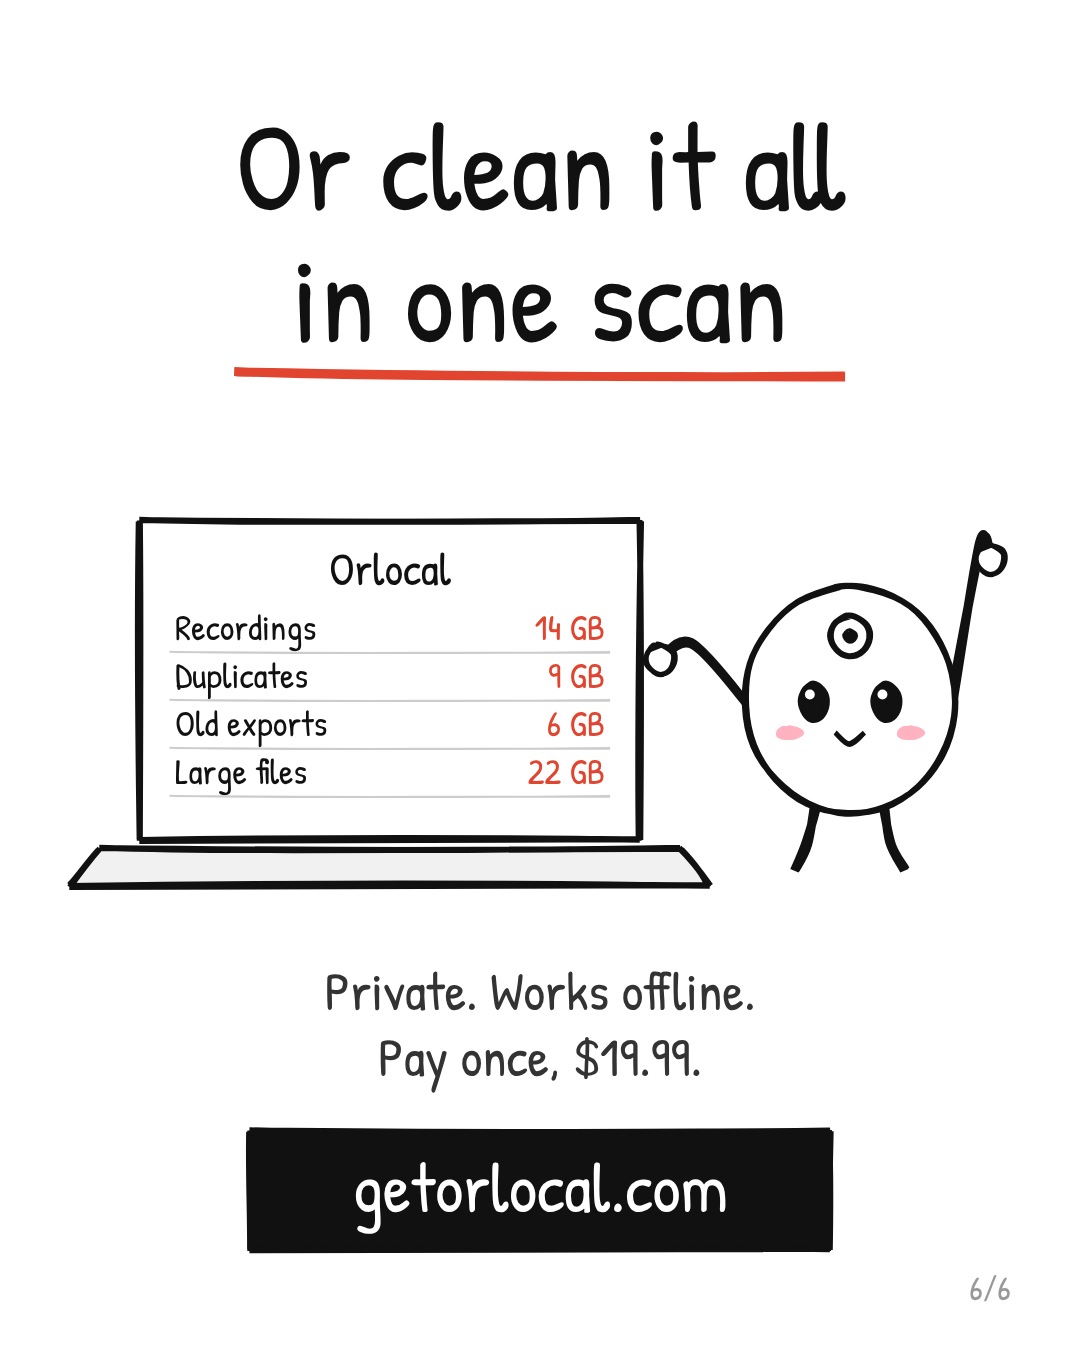 Or clean it all
in one scan
Orlocal
Recordings 14 GB
Duplicates 9 GB
Old exports 6 GB
Large files 22 GB
Private. Works offline.
Pay once, $19.99.
getorlocal.com
6/6